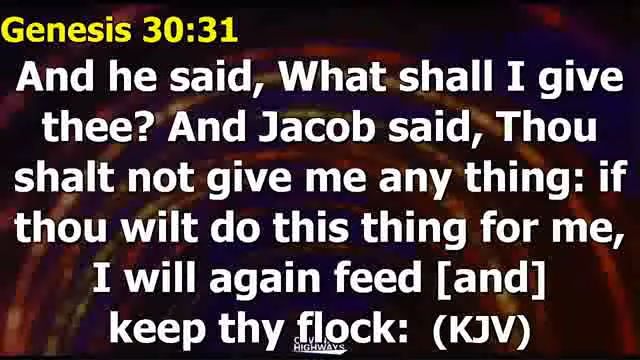 Genesis 30:31
And he said, What shall I give
thee? And Jacob said, Thou
shalt not give me any thing: if
thou wilt do this thing for me,
I will again feed [and]
keep thy flock: (KJV)
HIGHWAYS